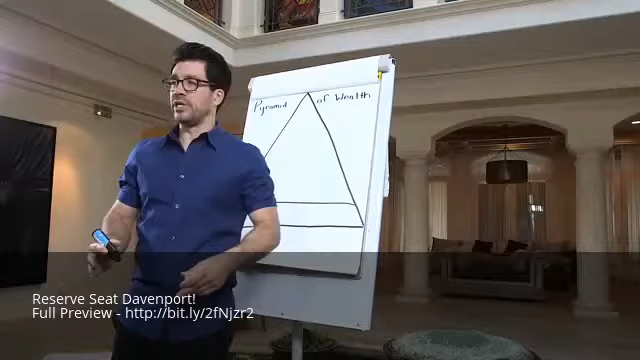 Pyramid of Wealth
Reserve Seat Davenport!
Full Preview - http://bit.ly/2fNjzr2